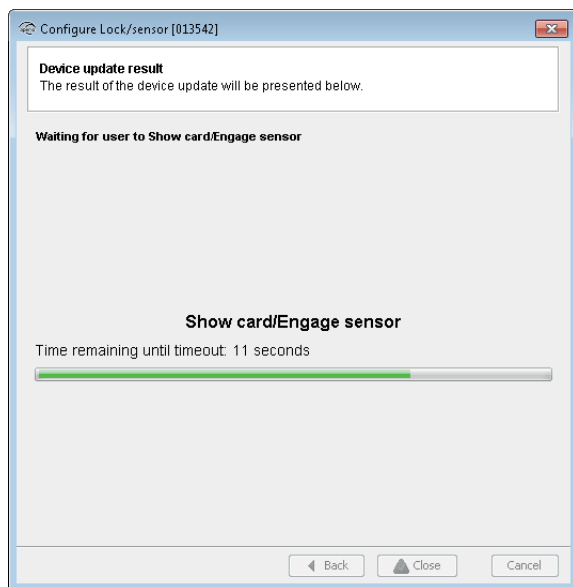 Configure Lock/sensor [013542]
Device update result
The result of the device update will be presented below.
Waiting for user to Show card/Engage sensor
Show card/Engage sensor
Time remaining until timeout: 11 seconds
Back Close Cancel